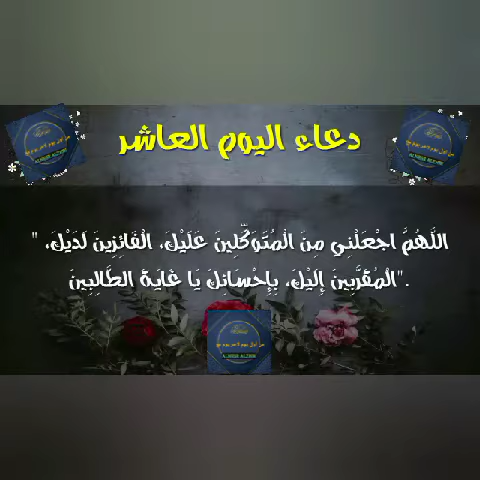 دعاء اليوم العاشر
" اللَّهُمَّ اجْعَلْنِي مِنَ الْمُتَوَكِّلِينَ عَلَيْكَ، الْفَائِزِينَ لَدَيْكَ،
الْمُقَرَّبِينَ إِلَيْكَ، بِإِحْسَانِكَ يَا غَايَةَ الطَّالِبِينَ".